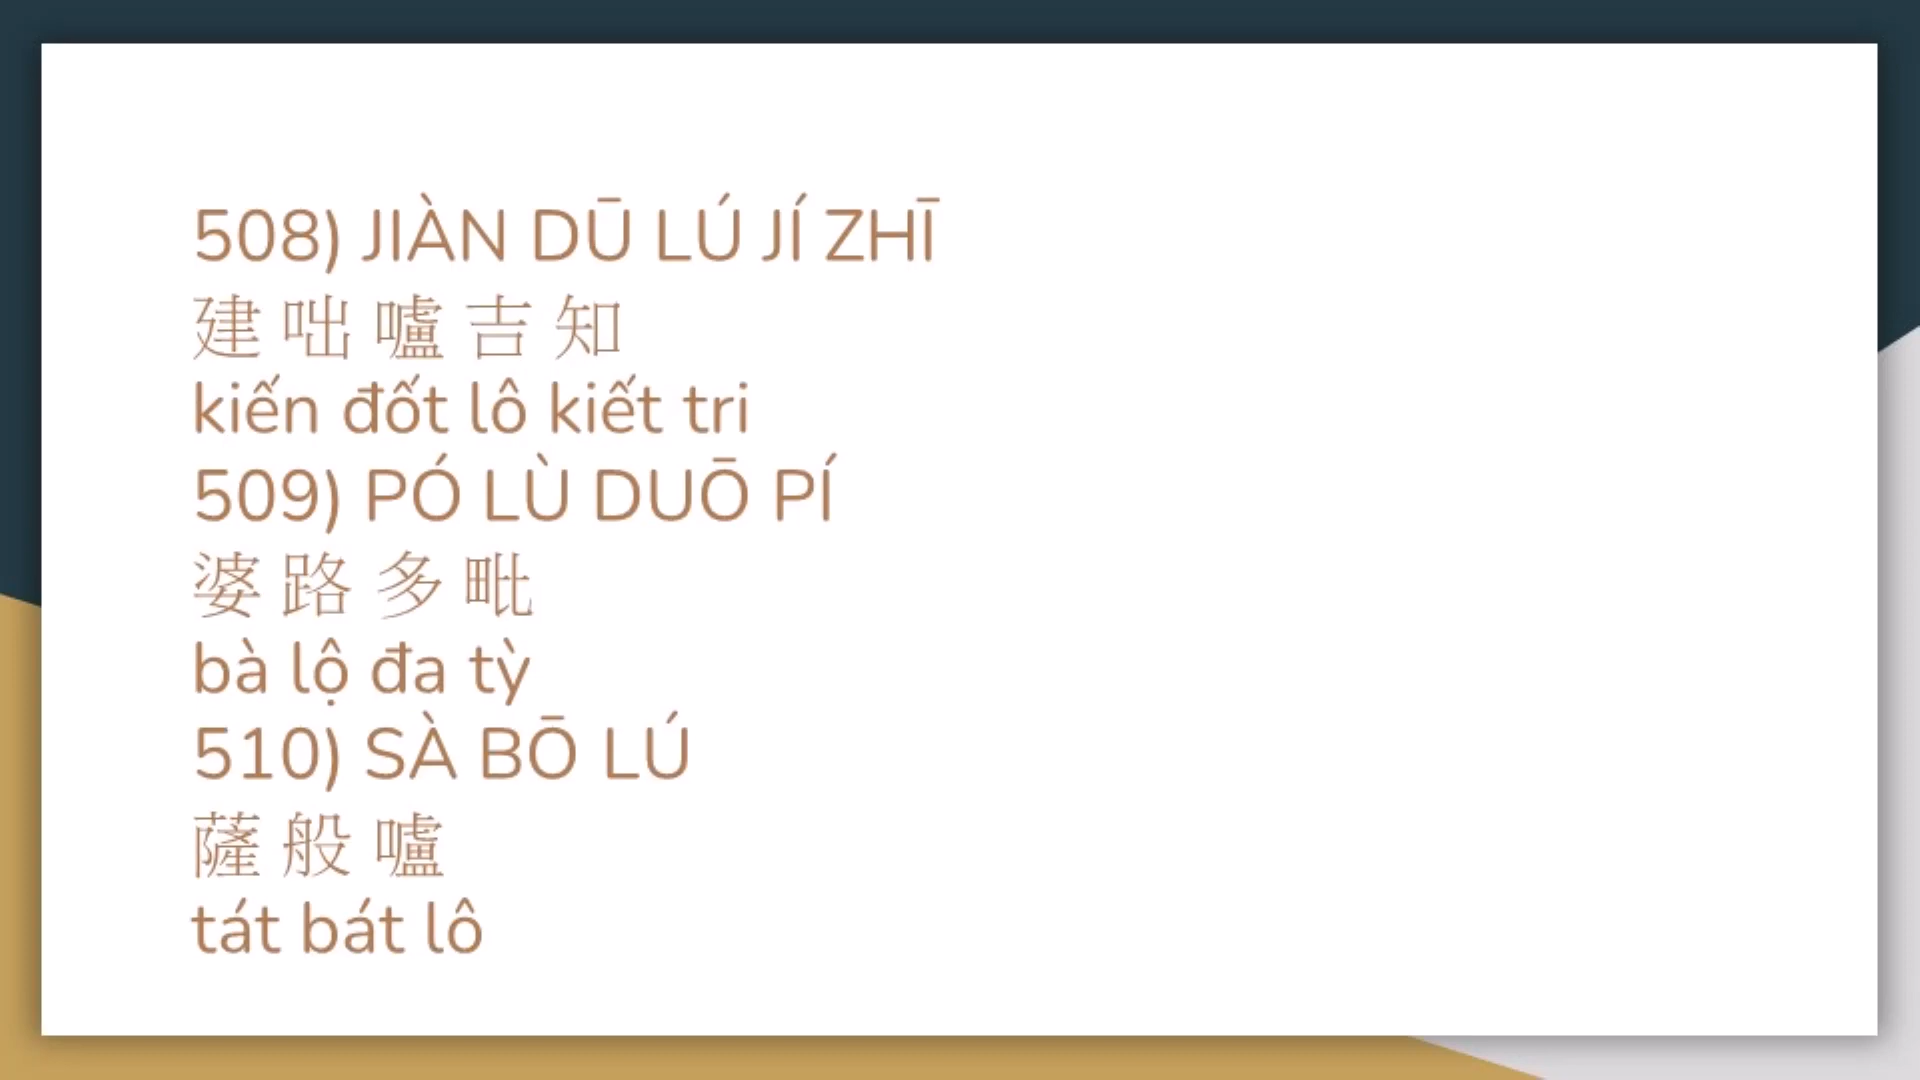 508) JIÀN DŪ LÚ JÍ ZHĪ
建 咄 嚧 吉 知
kiến đốt lô kiết tri
509) PÓ LÙ DUŌ PÍ
婆 路 多 毗
bà lộ đa tỳ
510) SÀ BŌ LÚ
薩 般 嚧
tát bát lô